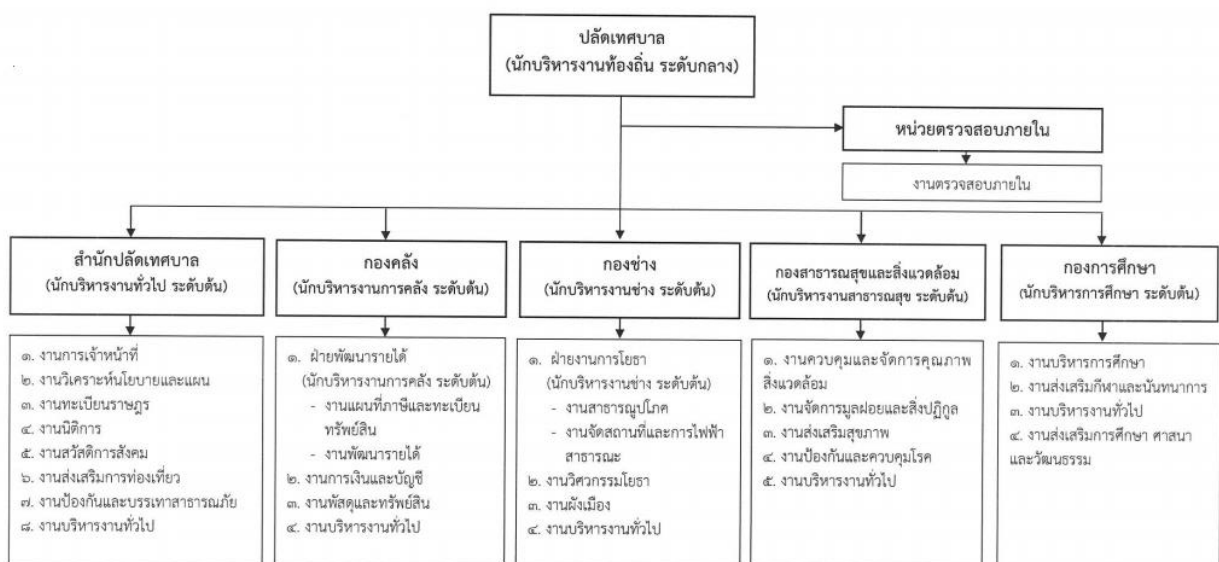 ปลัดเทศบาล
(นักบริหารงานท้องถิ่น ระดับกลาง)
หน่วยตรวจสอบภายใน
งานตรวจสอบภายใน
สำนักปลัดเทศบาล
(นักบริหารงานทั่วไป ระดับต้น)
๑. งานการเจ้าหน้าที่
๒. งานวิเคราะห์นโยบายและแผน
๓. งานทะเบียนราษฎร
๔. งานนิติการ
๕. งานสวัสดิการสังคม
๖. งานส่งเสริมการท่องเที่ยว
๗. งานป้องกันและบรรเทาสาธารณภัย
๘. งานบริหารงานทั่วไป
กองคลัง
(นักบริหารงานการคลัง ระดับต้น)
๑. ฝ่ายพัฒนารายได้
(นักบริหารงานการคลัง ระดับต้น)
- งานแผนที่ภาษีและทะเบียน
ทรัพย์สิน
- งานพัฒนารายได้
๒. งานการเงินและบัญชี
๓. งานพัสดุและทรัพย์สิน
๔. งานบริหารงานทั่วไป
กองช่าง
(นักบริหารงานช่าง ระดับต้น)
๑. ฝ่ายงานการโยธา
(นักบริหารงานช่าง ระดับต้น)
- งานสาธารณูปโภค
- งานจัดสถานที่และการไฟฟ้า
สาธารณะ
๒. งานวิศวกรรมโยธา
๓. งานผังเมือง
๔. งานบริหารงานทั่วไป
กองสาธารณสุขและสิ่งแวดล้อม
(นักบริหารงานสาธารณสุข ระดับต้น)
๑. งานควบคุมและจัดการคุณภาพ
สิ่งแวดล้อม
๒. งานจัดการมูลฝอยและสิ่งปฏิกูล
๓. งานส่งเสริมสุขภาพ
๔. งานป้องกันและควบคุมโรค
๕. งานบริหารงานทั่วไป
กองการศึกษา
(นักบริหารการศึกษา ระดับต้น)
๑. งานบริหารการศึกษา
๒. งานส่งเสริมกีฬาและนันทนาการ
๓. งานบริหารงานทั่วไป
๔. งานส่งเสริมการศึกษา ศาสนา
และวัฒนธรรม